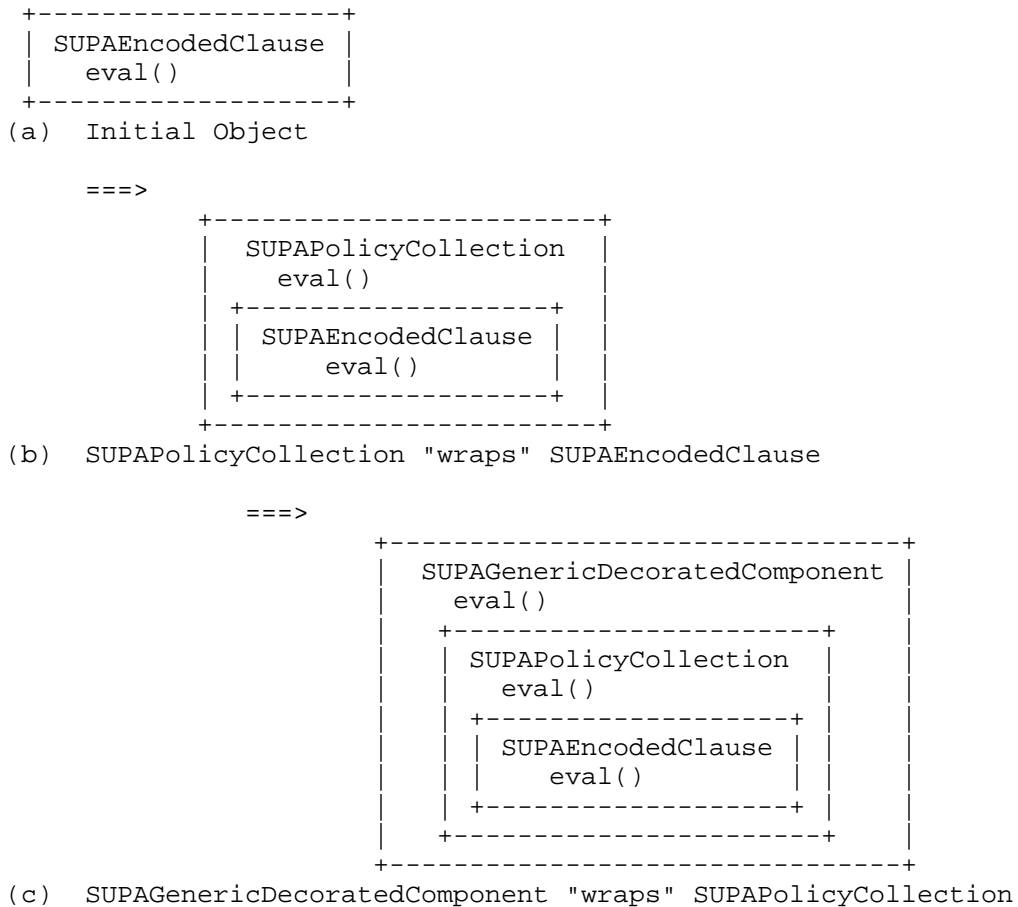 SUPAEncodedClause
eval()
(a) Initial Object
===>
SUPAPolicyCollection
eval()
SUPAEncodedClause
eval()
(b) SUPAPolicyCollection "wraps" SUPAEncodedClause
===>
SUPAGenericDecoratedComponent
eval()
SUPAPolicyCollection
eval()
SUPAEncodedClause
eval()
(c) SUPAGenericDecoratedComponent "wraps" SUPAPolicyCollection